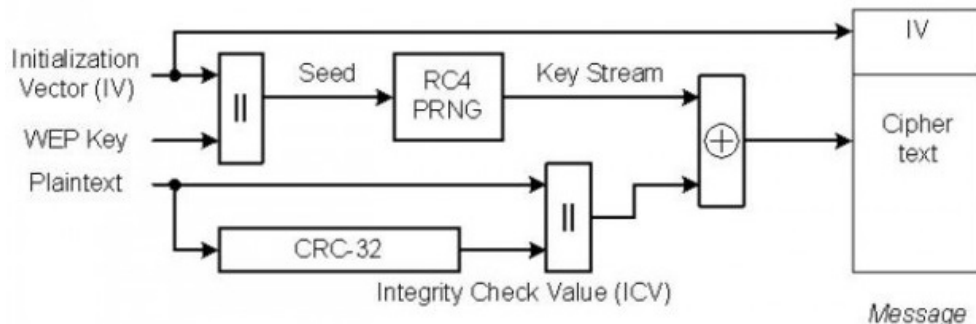 Initialization
Vector (IV)
WEP Key
Plaintext
||
Seed
RC4
PRNG
Key Stream
CRC-32
||
Integrity Check Value (ICV)
+
IV
Cipher
text
Message